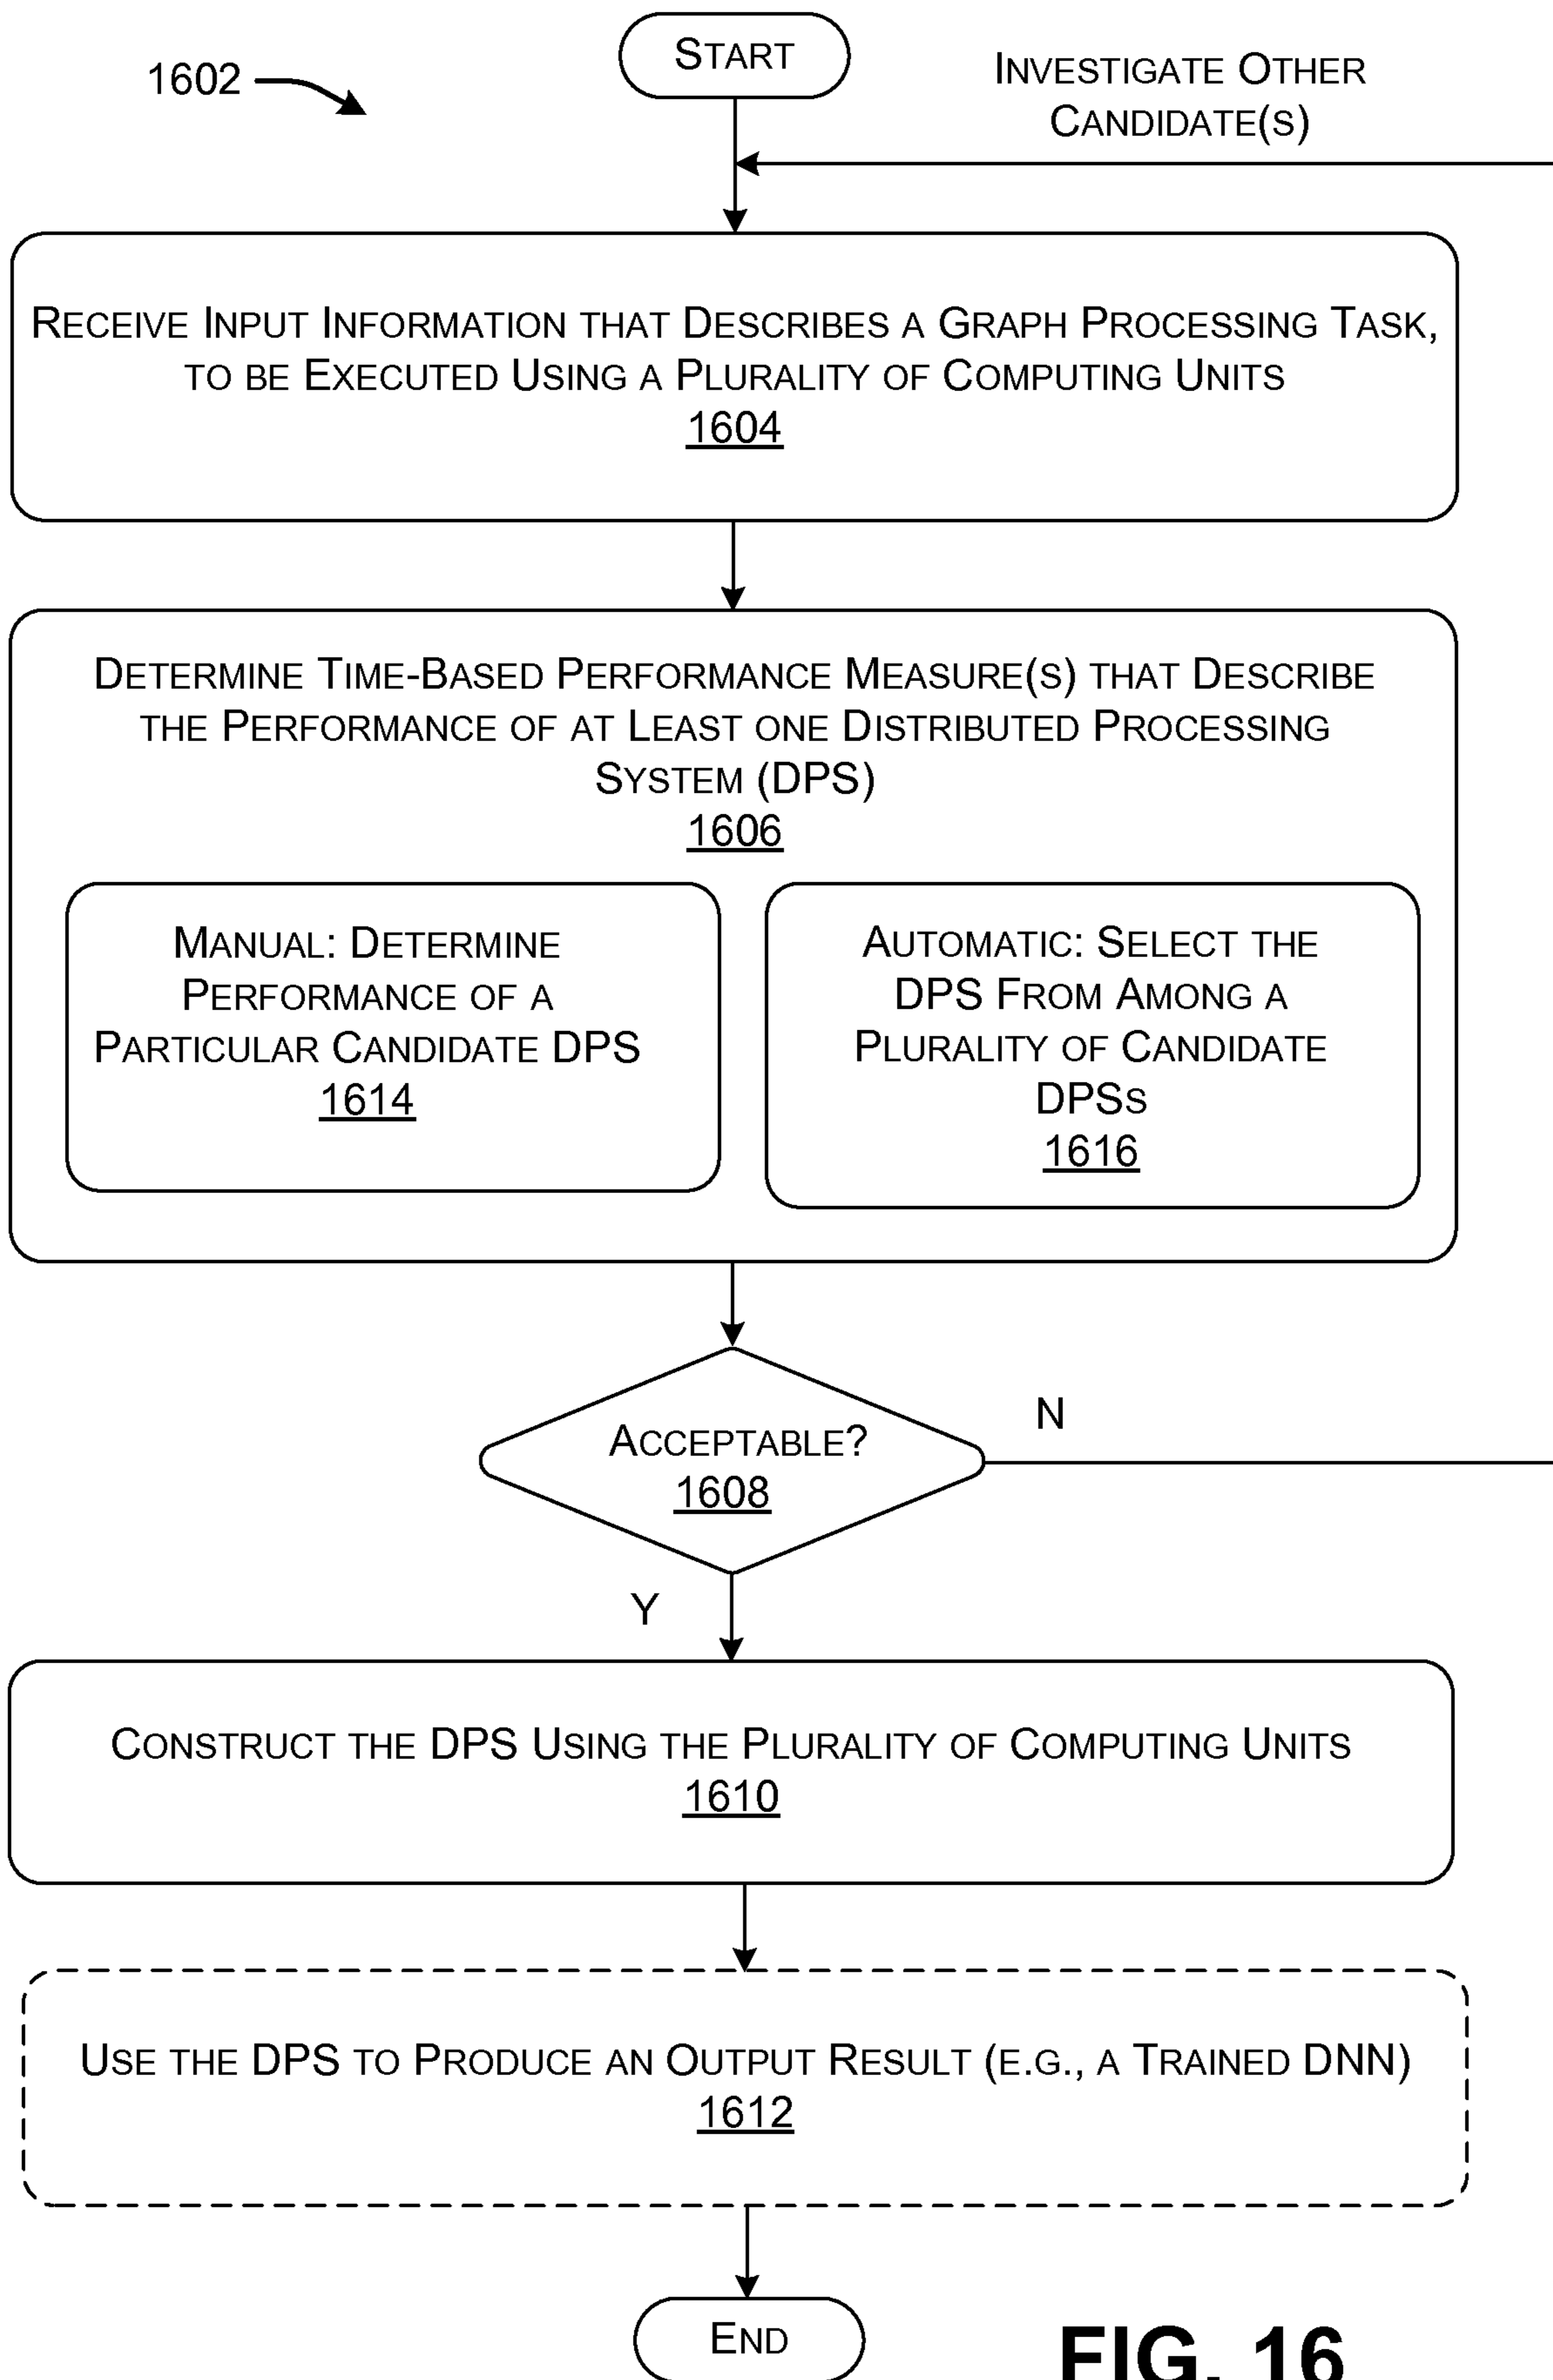 START
1602
INVESTIGATE OTHER
CANDIDATE(S)
RECEIVE INPUT INFORMATION THAT DESCRIBES A GRAPH PROCESSING TASK,
TO BE EXECUTED USING A PLURALITY OF COMPUTING UNITS
1604
DETERMINE TIME-BASED PERFORMANCE MEASURE(S) THAT DESCRIBE
THE PERFORMANCE OF AT LEAST ONE DISTRIBUTED PROCESSING
SYSTEM (DPS)
1606
MANUAL: DETERMINE
PERFORMANCE OF A
PARTICULAR CANDIDATE DPS
1614
AUTOMATIC: SELECT THE
DPS FROM AMONG A
PLURALITY OF CANDIDATE
DPSS
1616
ACCEPTABLE?
1608
N
Y
CONSTRUCT THE DPS USING THE PLURALITY OF COMPUTING UNITS
1610
USE THE DPS TO PRODUCE AN OUTPUT RESULT (E.G., A TRAINED DNN)
1612
END
FIG. 16